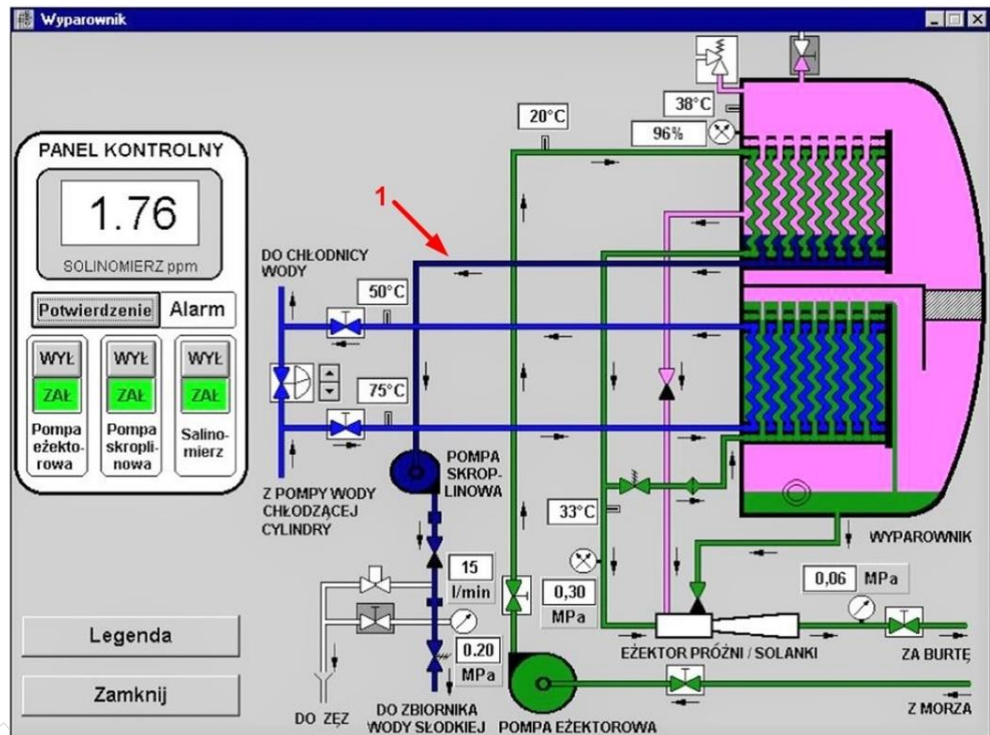 Wyparownik
PANEL KONTROLNY
1.76
SOLINOMIERZ ppm
Potwierdzenie
Alarm
WYŁ
ZAŁ
Pompa
eżekto-
rowa
WYŁ
ZAŁ
Pompa
skropli-
nowa
WYŁ
ZAŁ
Salino-
mierz
Legenda
Zamknij
1
DO CHŁODNICY
WODY
50°C
75°C
Z POMPY WODY
CHŁODZĄCEJ
CYLINDRY
POMPA
SKROP-
LINOWA
15
l/min
0.20
MPa
DO ZĘZ
DO ZBIORNIKA
WODY SŁODKIEJ
20°C
38°C
96%
33°C
0,30
MPa
WYPAROWNIK
0,06 MPa
EŻEKTOR PRÓŻNI / SOLANKI
ZA BURTĘ
POMPA EŻEKTOROWA
Z MORZA